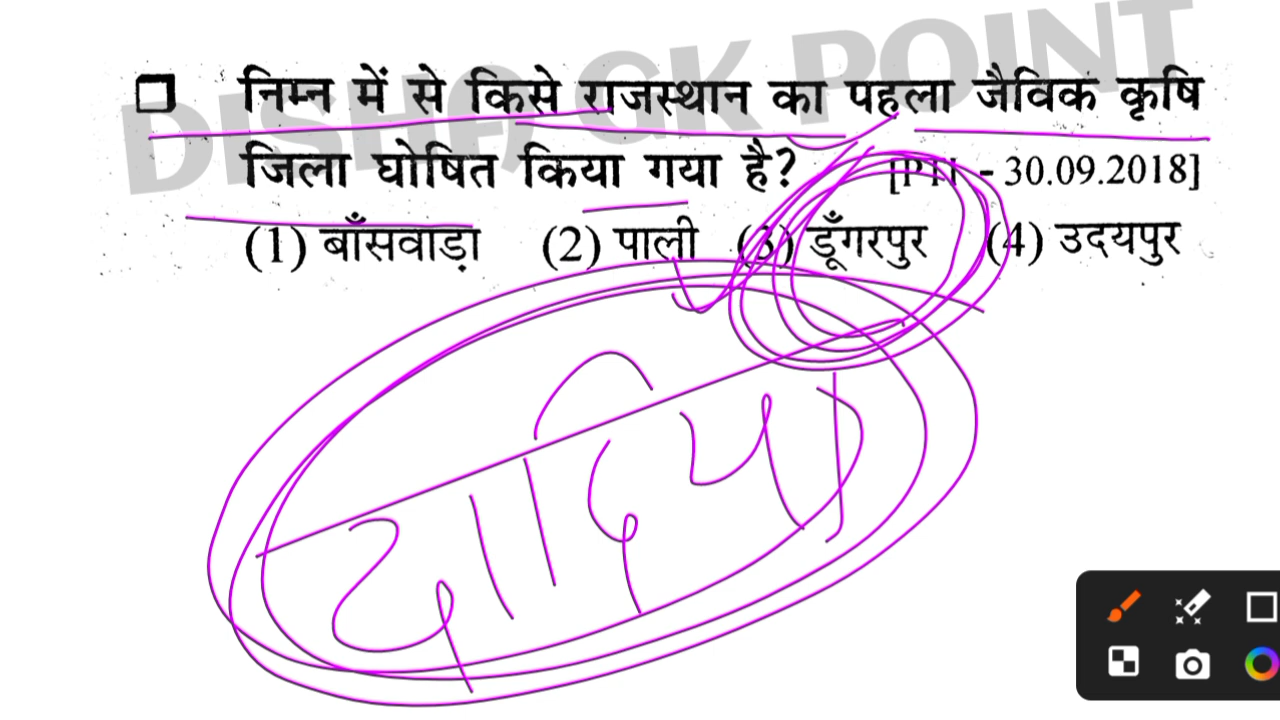 DISHA GK POINT
निम्न में से किसे राजस्थान का पहला जैविक कृषि
जिला घोषित किया गया है? [PTI - 30.09.2018]
(1) बाँसवाड़ा (2) पाली (3) डूँगरपुर (4) उदयपुर